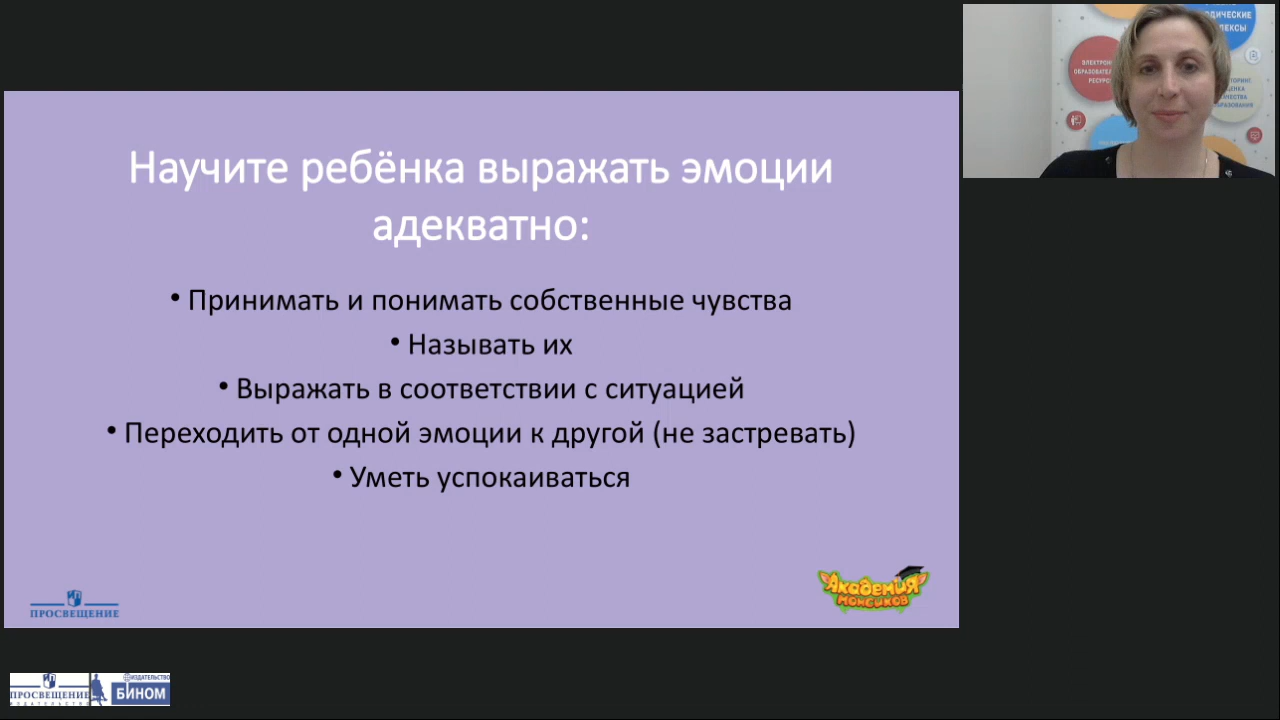 Научите ребёнка выражать эмоции
адекватно:
• Принимать и понимать собственные чувства
• Называть их
• Выражать в соответствии с ситуацией
• Переходить от одной эмоции к другой (не застревать)
• Уметь успокаиваться
ПРОСВЕЩЕНИЕ
Академия
МОНСИКОВ
ПРОСВЕЩЕНИЕ
ИЗДАТЕЛЬСТВО
ИЗДАТЕЛЬСТВО
БИНОМ